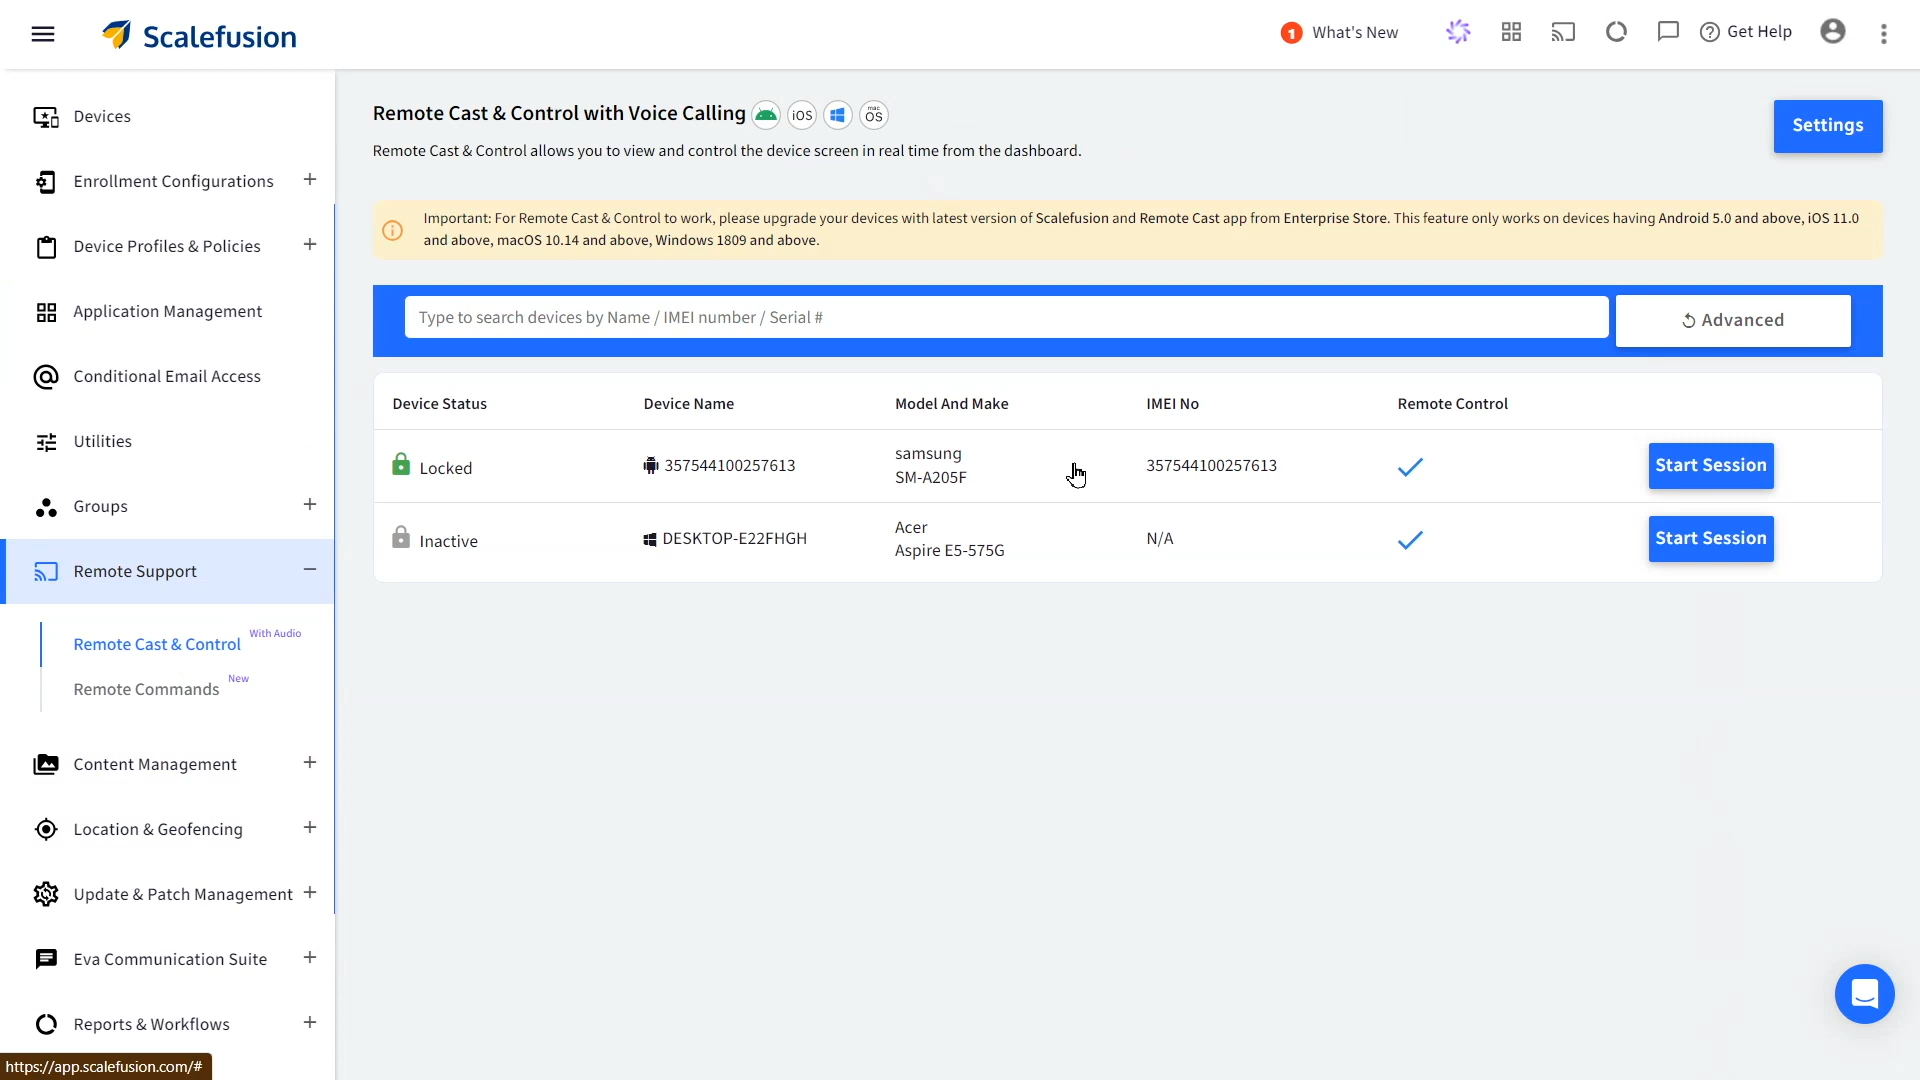 Scalefusion
1 What's New
Get Help
Devices
Enrollment Configurations +
Device Profiles & Policies +
Application Management
Conditional Email Access
Utilities
Groups +
Remote Support −
Remote Cast & Control With Audio
Remote Commands New
Content Management +
Location & Geofencing +
Update & Patch Management +
Eva Communication Suite +
Reports & Workflows +
https://app.scalefusion.com/#
Remote Cast & Control with Voice Calling iOS mac OS
Remote Cast & Control allows you to view and control the device screen in real time from the dashboard.
Settings
Important: For Remote Cast & Control to work, please upgrade your devices with latest version of Scalefusion and Remote Cast app from Enterprise Store. This feature only works on devices having Android 5.0 and above, iOS 11.0
and above, macOS 10.14 and above, Windows 1809 and above.
Type to search devices by Name / IMEI number / Serial #
Advanced
Device Status Device Name Model And Make IMEI No Remote Control
Locked 357544100257613 samsung
SM-A205F 357544100257613 Start Session
Inactive DESKTOP-E22FHGH Acer
Aspire E5-575G N/A Start Session